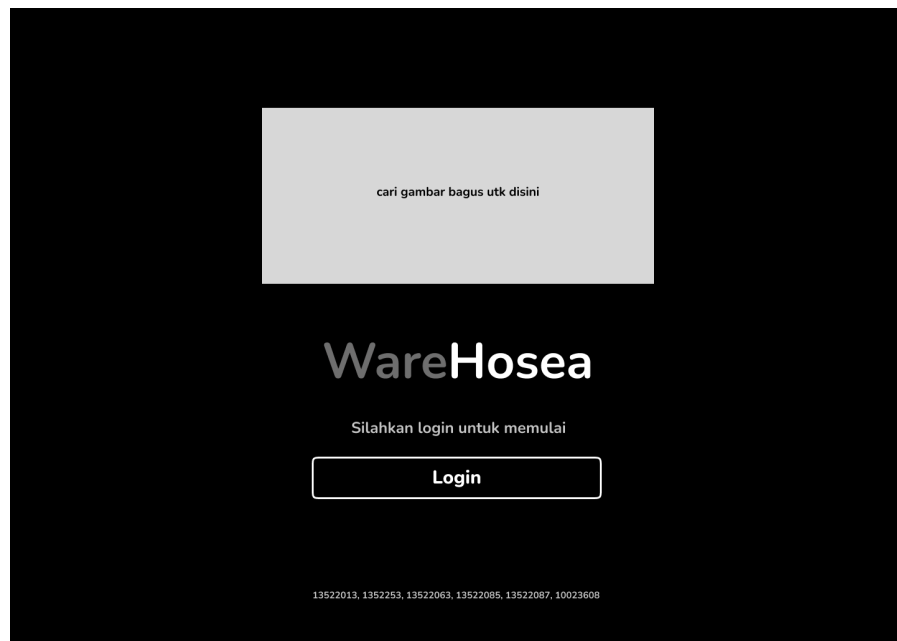 cari gambar bagus utk disini
WareHosea
Silahkan login untuk memulai
Login
13522013, 1352253, 13522063, 13522085, 13522087, 10023608